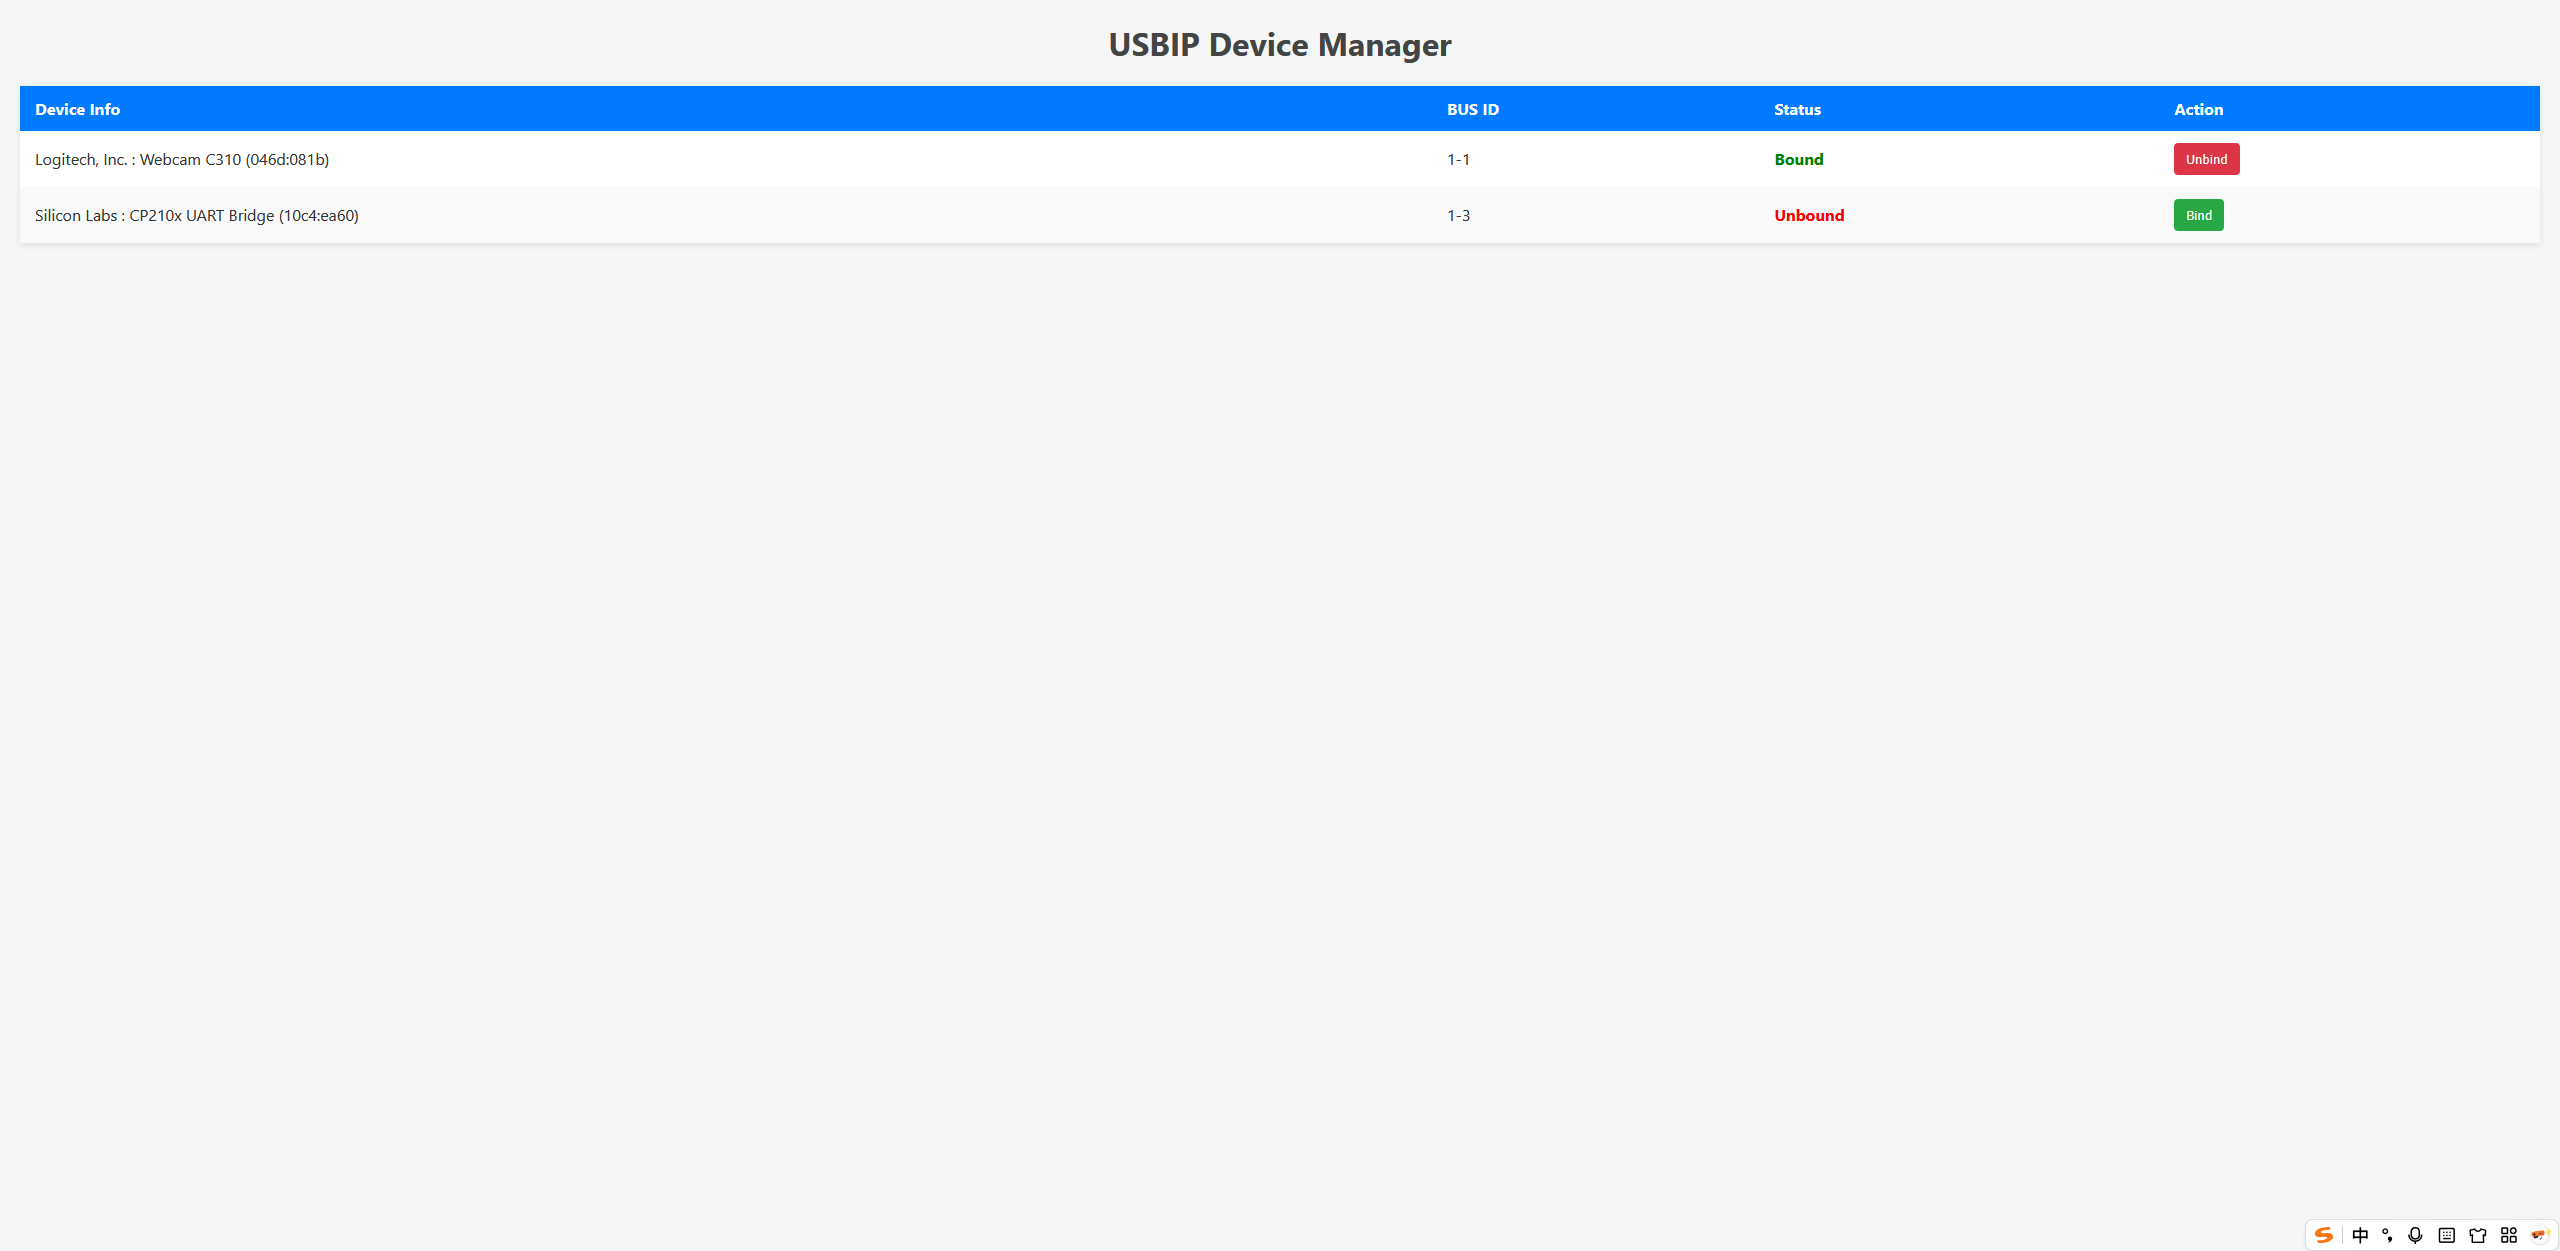 USBIP Device Manager
Device Info BUS ID Status Action
Logitech, Inc. : Webcam C310 (046d:081b) 1-1 Bound Unbind
Silicon Labs : CP210x UART Bridge (10c4:ea60) 1-3 Unbound Bind
S 中